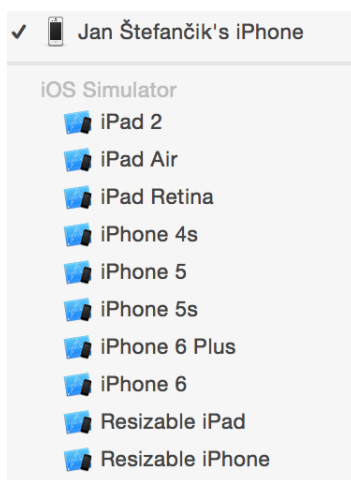 Jan Štefančik's iPhone
iOS Simulator
iPad 2
iPad Air
iPad Retina
iPhone 4s
iPhone 5
iPhone 5s
iPhone 6 Plus
iPhone 6
Resizable iPad
Resizable iPhone